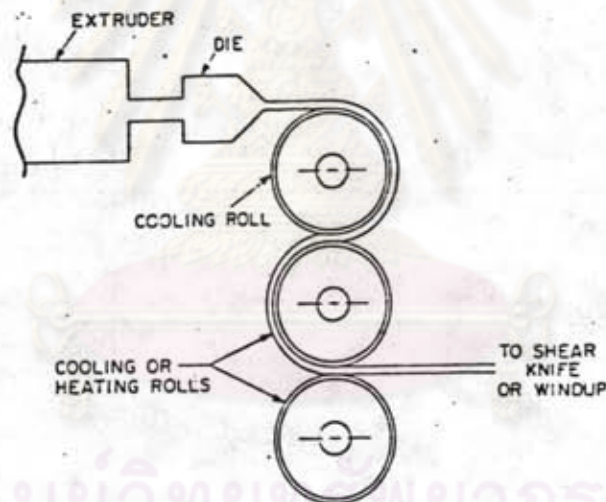 EXTRUDER
DIE
COOLING ROLL
COOLING OR
HEATING ROLLS
TO SHEAR
KNIFE
OR WINDUP